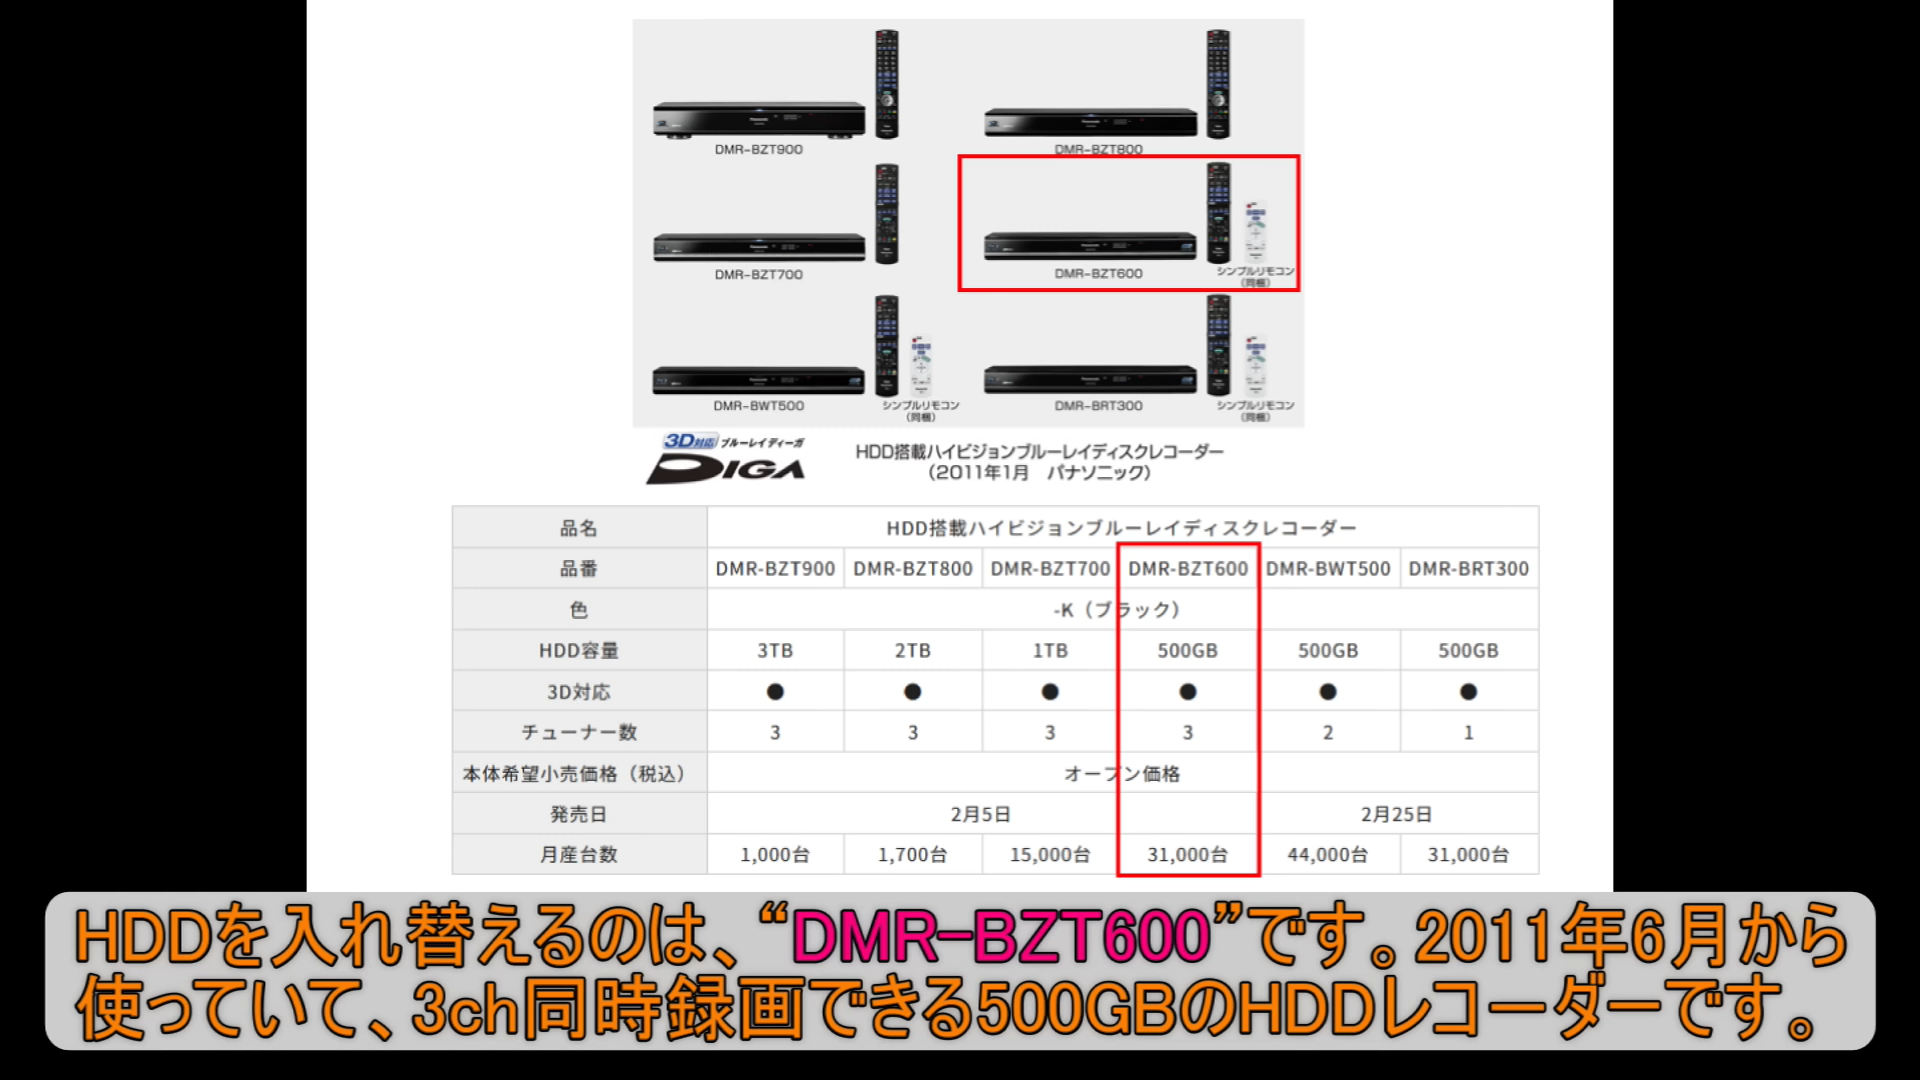 DMR-BZT900
DMR-BZT800
DMR-BZT700
DMR-BZT600
シンプルリモコン
(同梱)
DMR-BWT500
シンプルリモコン
(同梱)
DMR-BRT300
シンプルリモコン
(同梱)
3D対応 ブルーレイディーガ
DIGA
HDD搭載ハイビジョンブルーレイディスクレコーダー
(2011年1月 パナソニック)
品名 HDD搭載ハイビジョンブルーレイディスクレコーダー
品番 DMR-BZT900 DMR-BZT800 DMR-BZT700 DMR-BZT600 DMR-BWT500 DMR-BRT300
色 -K（ブラック）
HDD容量 3TB 2TB 1TB 500GB 500GB 500GB
3D対応 ● ● ● ● ● ●
チューナー数 3 3 3 3 2 1
本体希望小売価格（税込） オープン価格
発売日 2月5日 2月25日
月産台数 1,000台 1,700台 15,000台 31,000台 44,000台 31,000台
HDDを入れ替えるのは、“DMR-BZT600”です。2011年6月から
使っていて、3ch同時録画できる500GBのHDDレコーダーです。